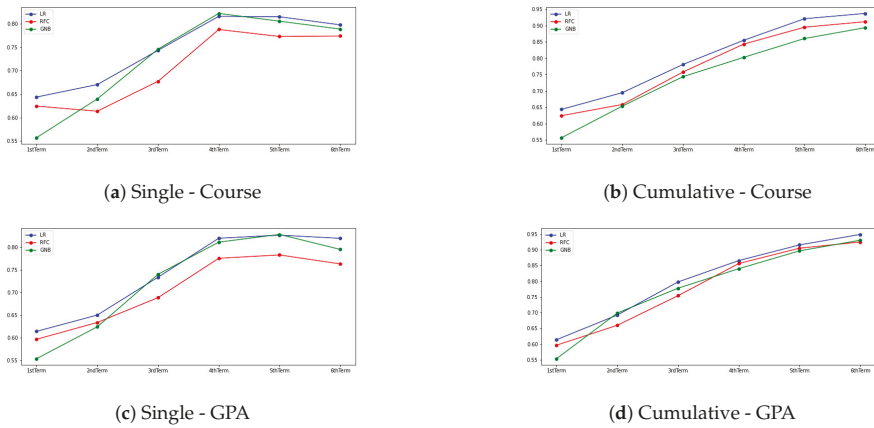 LR
RFC
GNB
0.80
0.75
0.70
0.65
0.60
0.55
1stTerm 2ndTerm 3rdTerm 4thTerm 5thTerm 6thTerm
(a) Single - Course
LR
RFC
GNB
0.95
0.90
0.85
0.80
0.75
0.70
0.65
0.60
0.55
1stTerm 2ndTerm 3rdTerm 4thTerm 5thTerm 6thTerm
(b) Cumulative - Course
LR
RFC
GNB
0.80
0.75
0.70
0.65
0.60
0.55
1stTerm 2ndTerm 3rdTerm 4thTerm 5thTerm 6thTerm
(c) Single - GPA
LR
RFC
GNB
0.95
0.90
0.85
0.80
0.75
0.70
0.65
0.60
0.55
1stTerm 2ndTerm 3rdTerm 4thTerm 5thTerm 6thTerm
(d) Cumulative - GPA